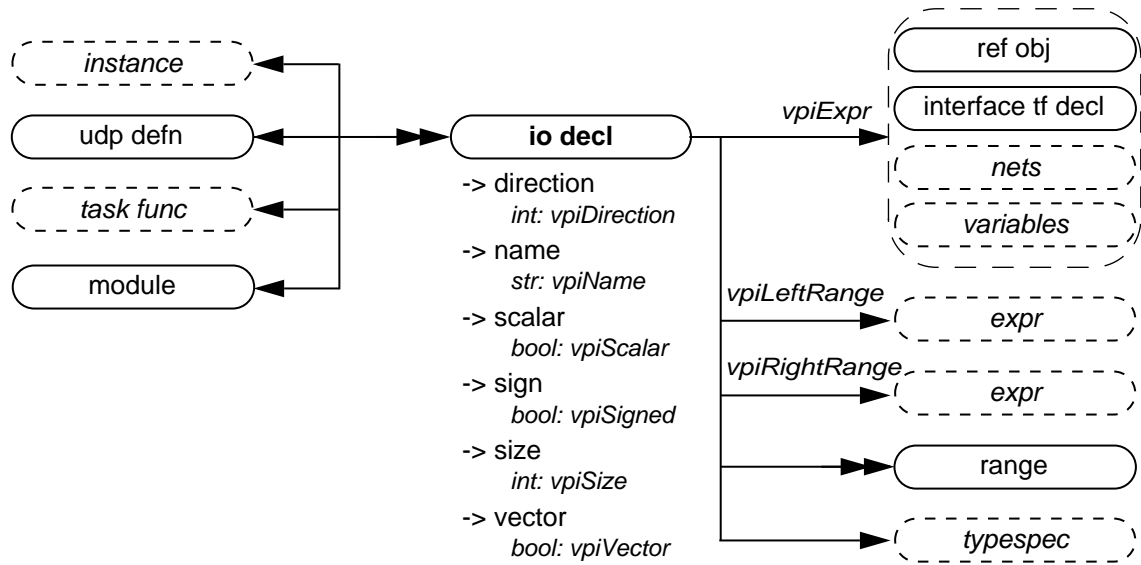 instance
udp defn
task func
module
io decl
-> direction
int: vpiDirection
-> name
str: vpiName
-> scalar
bool: vpiScalar
-> sign
bool: vpiSigned
-> size
int: vpiSize
-> vector
bool: vpiVector
vpiExpr
ref obj
interface tf decl
nets
variables
vpiLeftRange
expr
vpiRightRange
expr
range
typespec